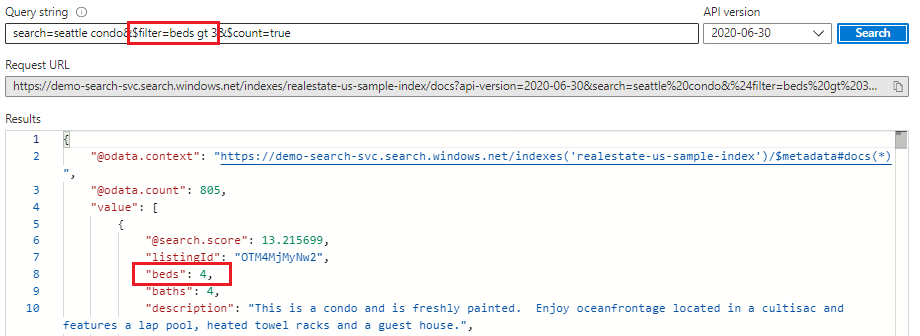 Query string
API version
search=seattle condo&$filter=beds gt 3&$count=true
2020-06-30
Search
Request URL
https://demo-search-svc.search.windows.net/indexes/realestate-us-sample-index/docs?api-version=2020-06-30&search=seattle%20condo&%24filter=beds%20gt%203...
Results
1 {
2 "@odata.context": "https://demo-search-svc.search.windows.net/indexes('realestate-us-sample-index')/$metadata#docs(*)
",
3 "@odata.count": 805,
4 "value": [
5 {
6 "@search.score": 13.215699,
7 "listingId": "OTM4MjMyNw2",
8 "beds": 4,
9 "baths": 4,
10 "description": "This is a condo and is freshly painted.  Enjoy oceanfrontage located in a cultisac and
features a lap pool, heated towel racks and a guest house.",